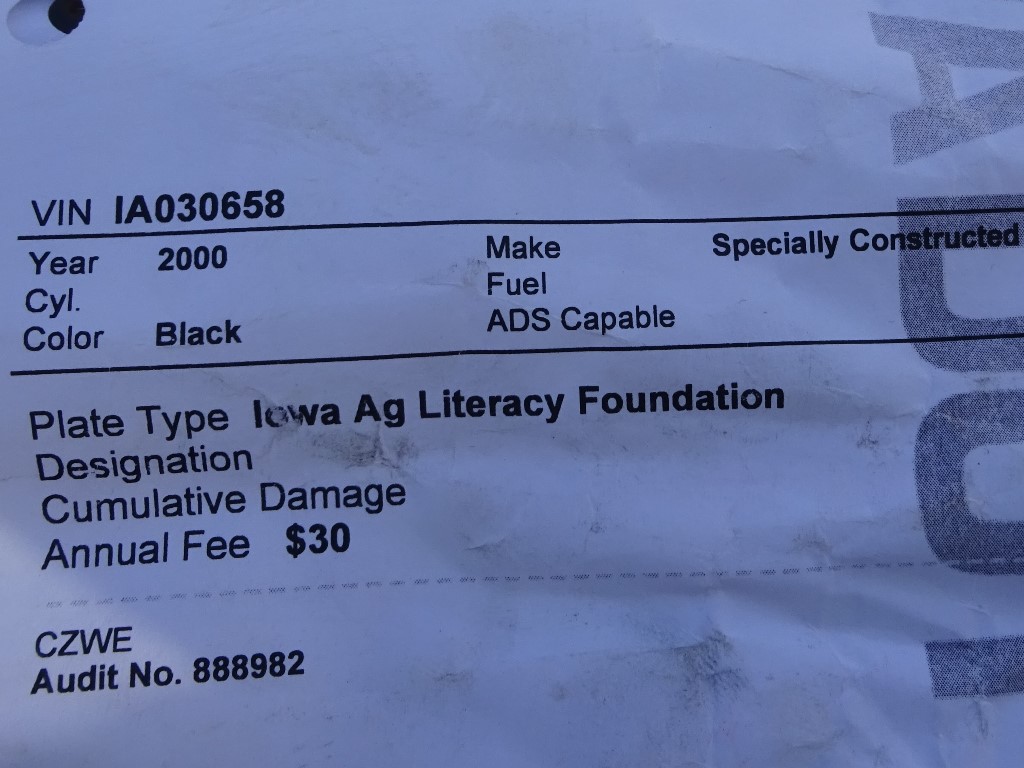 VIN IA030658
Year 2000 Make Specially Constructed
Cyl. Fuel
Color Black ADS Capable
Plate Type Iowa Ag Literacy Foundation
Designation
Cumulative Damage
Annual Fee $30
CZWE
Audit No. 888982